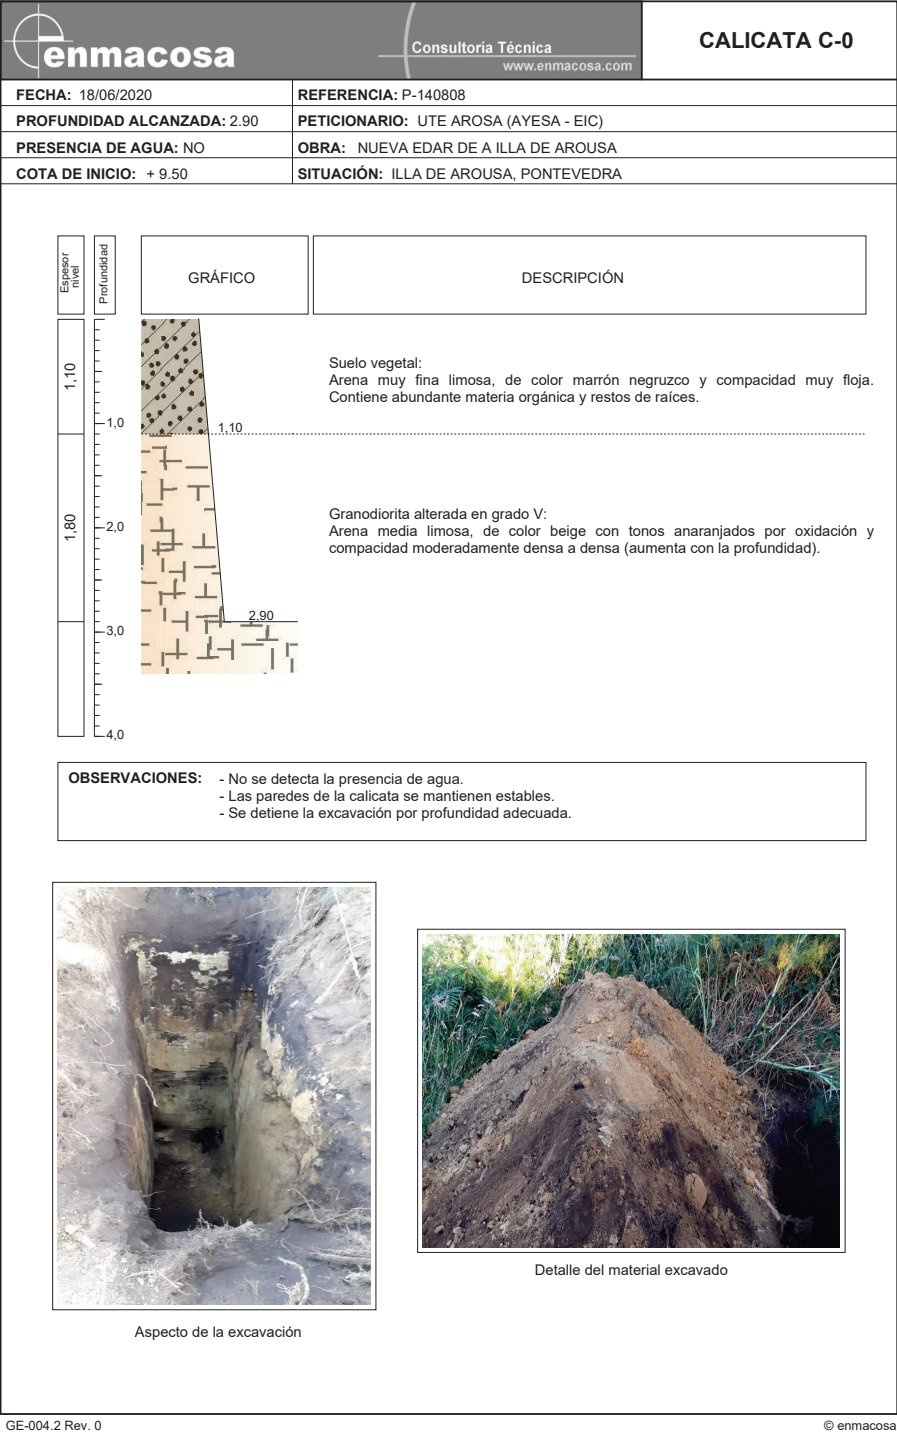 enmacosa
Consultoría Técnica
www.enmacosa.com
CALICATA C-0
FECHA: 18/06/2020
REFERENCIA: P-140808
PROFUNDIDAD ALCANZADA: 2.90
PETICIONARIO: UTE AROSA (AYESA - EIC)
PRESENCIA DE AGUA: NO
OBRA: NUEVA EDAR DE A ILLA DE AROUSA
COTA DE INICIO: + 9.50
SITUACIÓN: ILLA DE AROUSA, PONTEVEDRA
Espesor
nivel
Profundidad
GRÁFICO
DESCRIPCIÓN
1,10
Suelo vegetal:
Arena muy fina limosa, de color marrón negruzco y compacidad muy floja.
Contiene abundante materia orgánica y restos de raíces.
1,0
1,10
1,80
2,0
Granodiorita alterada en grado V:
Arena media limosa, de color beige con tonos anaranjados por oxidación y
compacidad moderadamente densa a densa (aumenta con la profundidad).
2,90
3,0
4,0
OBSERVACIONES: - No se detecta la presencia de agua.
- Las paredes de la calicata se mantienen estables.
- Se detiene la excavación por profundidad adecuada.
Detalle del material excavado
Aspecto de la excavación
GE-004.2 Rev. 0
© enmacosa